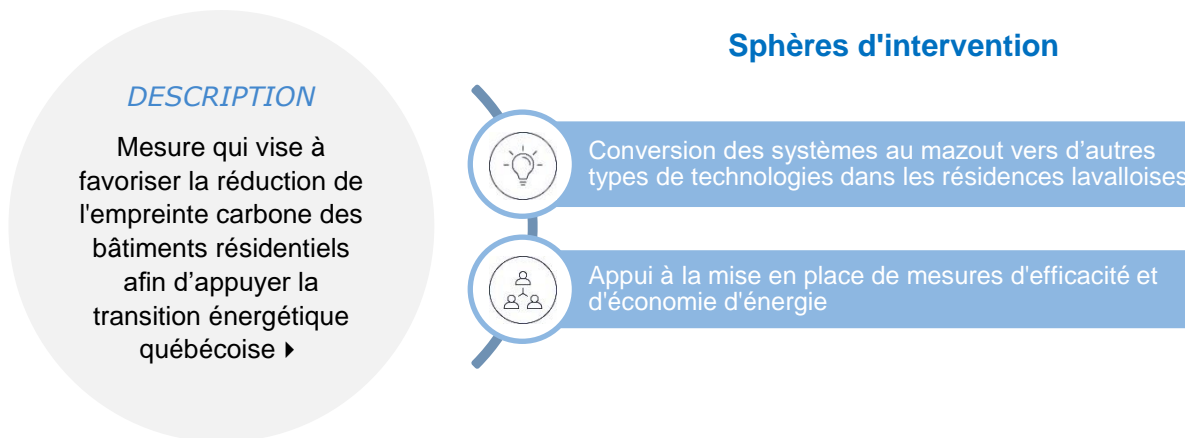 DESCRIPTION
Mesure qui vise à
favoriser la réduction de
l'empreinte carbone des
bâtiments résidentiels
afin d’appuyer la
transition énergétique
québécoise
Sphères d'intervention
Conversion des systèmes au mazout vers d’autres
types de technologies dans les résidences lavalloises
Appui à la mise en place de mesures d'efficacité et
d'économie d'énergie